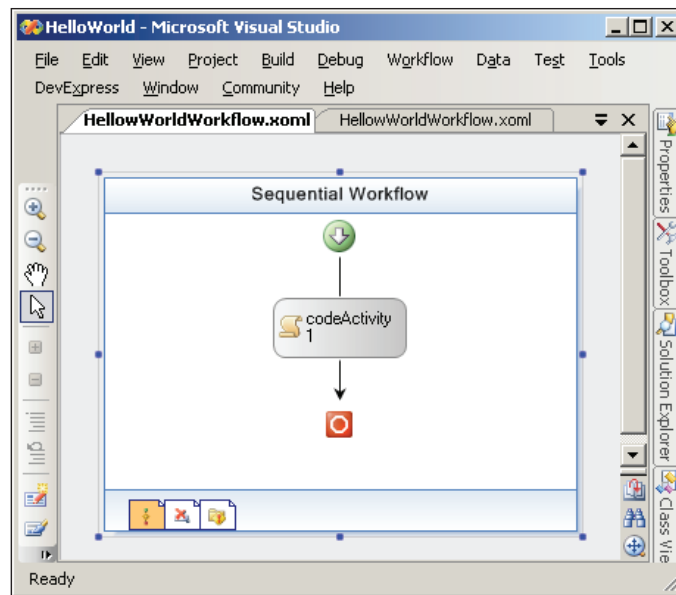 HelloWorld - Microsoft Visual Studio
File Edit View Project Build Debug Workflow Data Test Tools
DevExpress Window Community Help
HellowWorldWorkflow.xoml HellowWorldWorkflow.xoml
Sequential Workflow
codeActivity
1
Properties
Toolbox
Solution Explorer
Class Vie
Ready